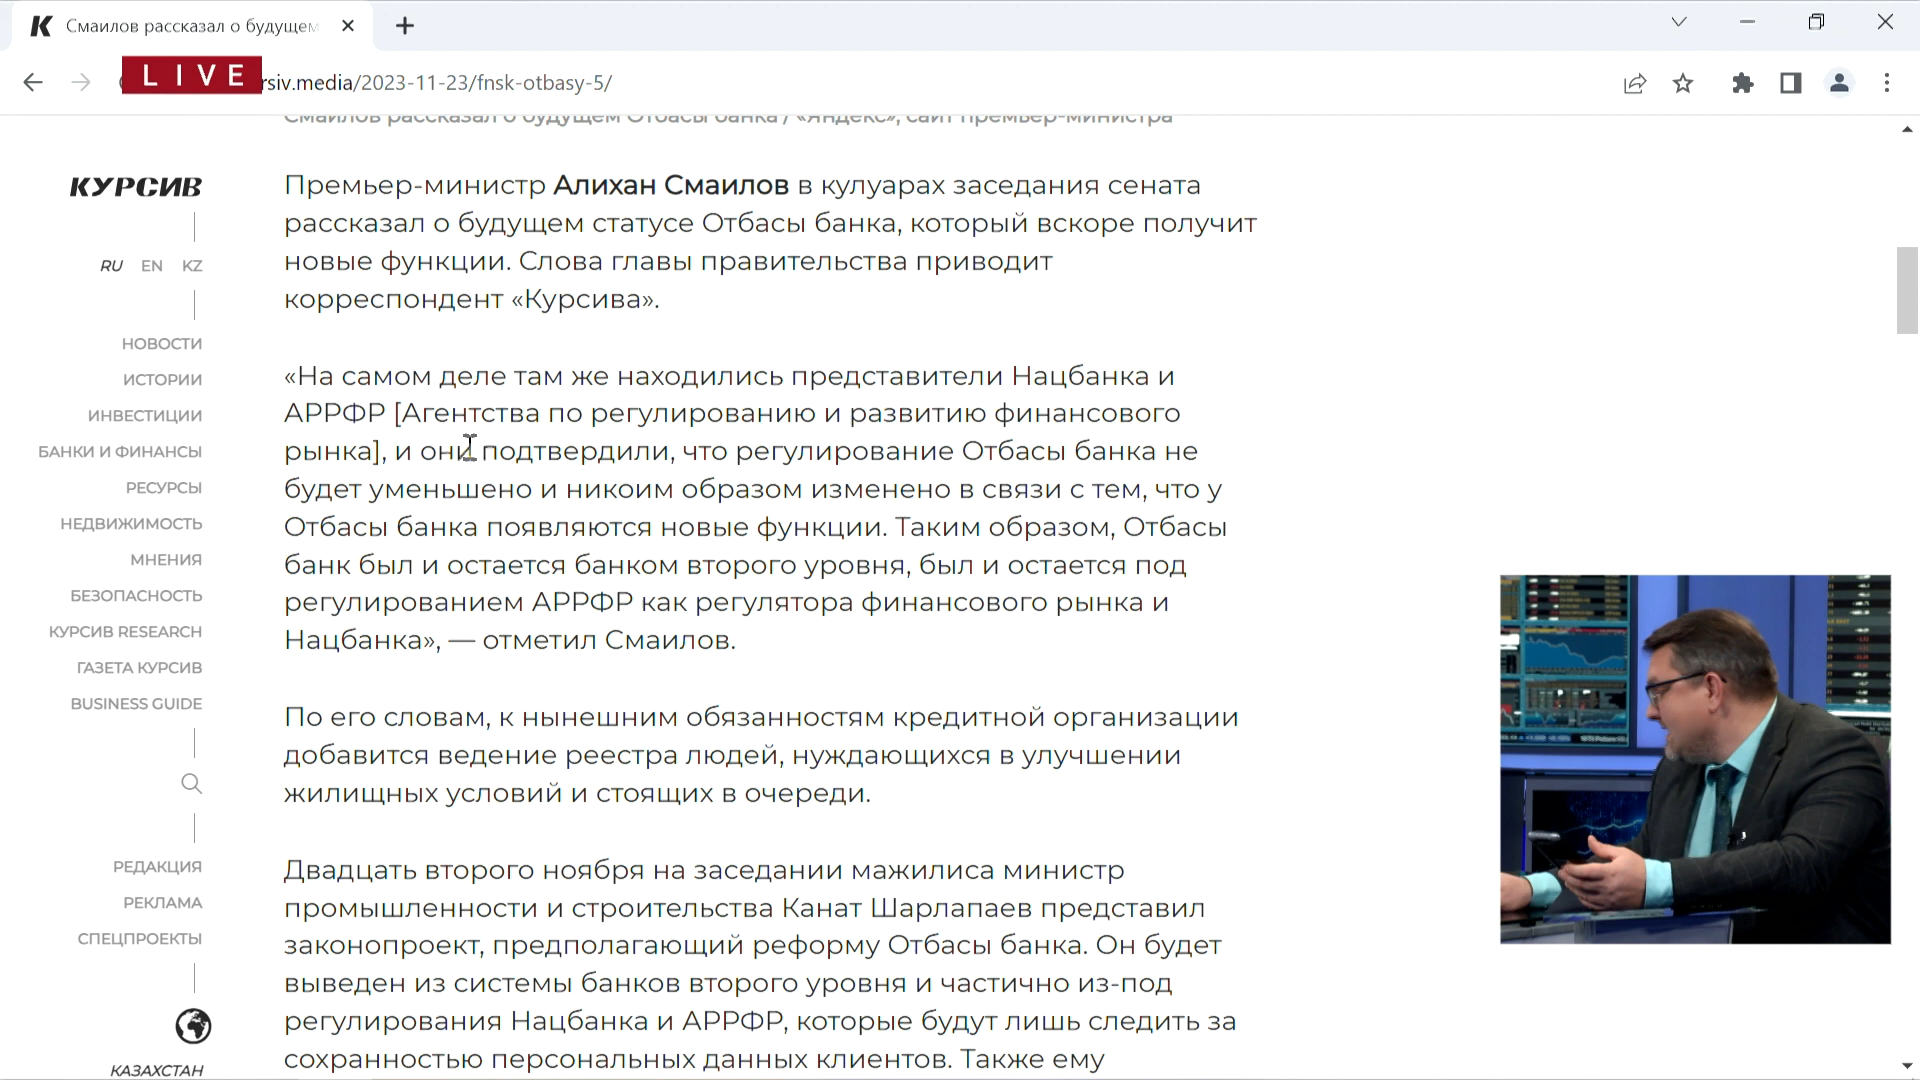 Смаилов рассказал о будущем
LIVE
rsiv.media/2023-11-23/fnsk-otbasy-5/
Смаилов рассказал о будущем Отбасы банка / «Яндекс», сайт премьер-министра
КУРСИВ
RU EN KZ
НОВОСТИ
ИСТОРИИ
ИНВЕСТИЦИИ
БАНКИ И ФИНАНСЫ
РЕСУРСЫ
НЕДВИЖИМОСТЬ
МНЕНИЯ
БЕЗОПАСНОСТЬ
КУРСИВ RESEARCH
ГАЗЕТА КУРСИВ
BUSINESS GUIDE
РЕДАКЦИЯ
РЕКЛАМА
СПЕЦПРОЕКТЫ
КАЗАХСТАН
Премьер-министр Алихан Смаилов в кулуарах заседания сената
рассказал о будущем статусе Отбасы банка, который вскоре получит
новые функции. Слова главы правительства приводит
корреспондент «Курсива».
«На самом деле там же находились представители Нацбанка и
АРРФР [Агентства по регулированию и развитию финансового
рынка], и они подтвердили, что регулирование Отбасы банка не
будет уменьшено и никоим образом изменено в связи с тем, что у
Отбасы банка появляются новые функции. Таким образом, Отбасы
банк был и остается банком второго уровня, был и остается под
регулированием АРРФР как регулятора финансового рынка и
Нацбанка», — отметил Смаилов.
По его словам, к нынешним обязанностям кредитной организации
добавится ведение реестра людей, нуждающихся в улучшении
жилищных условий и стоящих в очереди.
Двадцать второго ноября на заседании мажилиса министр
промышленности и строительства Канат Шарлапаев представил
законопроект, предполагающий реформу Отбасы банка. Он будет
выведен из системы банков второго уровня и частично из-под
регулирования Нацбанка и АРРФР, которые будут лишь следить за
сохранностью персональных данных клиентов. Также ему